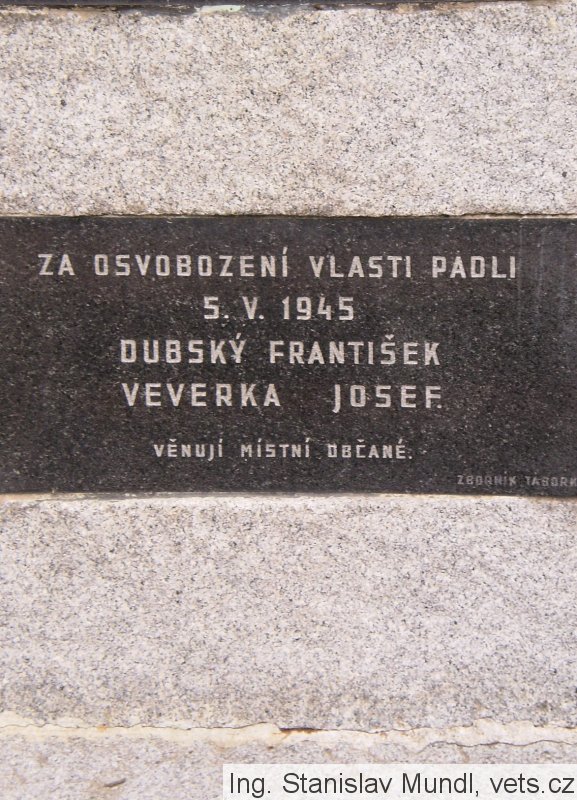 ZA OSVOBOZENÍ VLASTI PADLI
5. V. 1945
DUBSKÝ FRANTIŠEK
VEVERKA JOSEF.
VĚNUJÍ MÍSTNÍ OBČANÉ.
ZBORNÍK TÁBOR
Ing. Stanislav Mundl, vets.cz